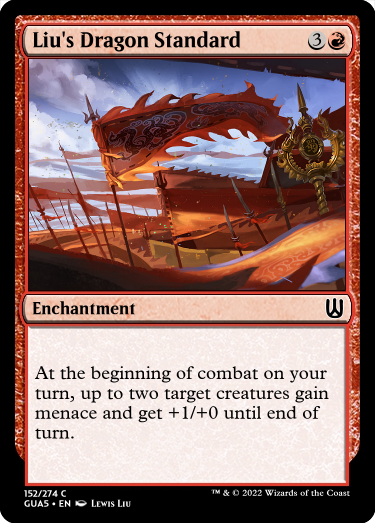 Liu's Dragon Standard 3
Enchantment
At the beginning of combat on your
turn, up to two target creatures gain
menace and get +1/+0 until end of
turn.
152/274 C
GUA5 • EN Lewis Liu
™ & © 2022 Wizards of the Coast